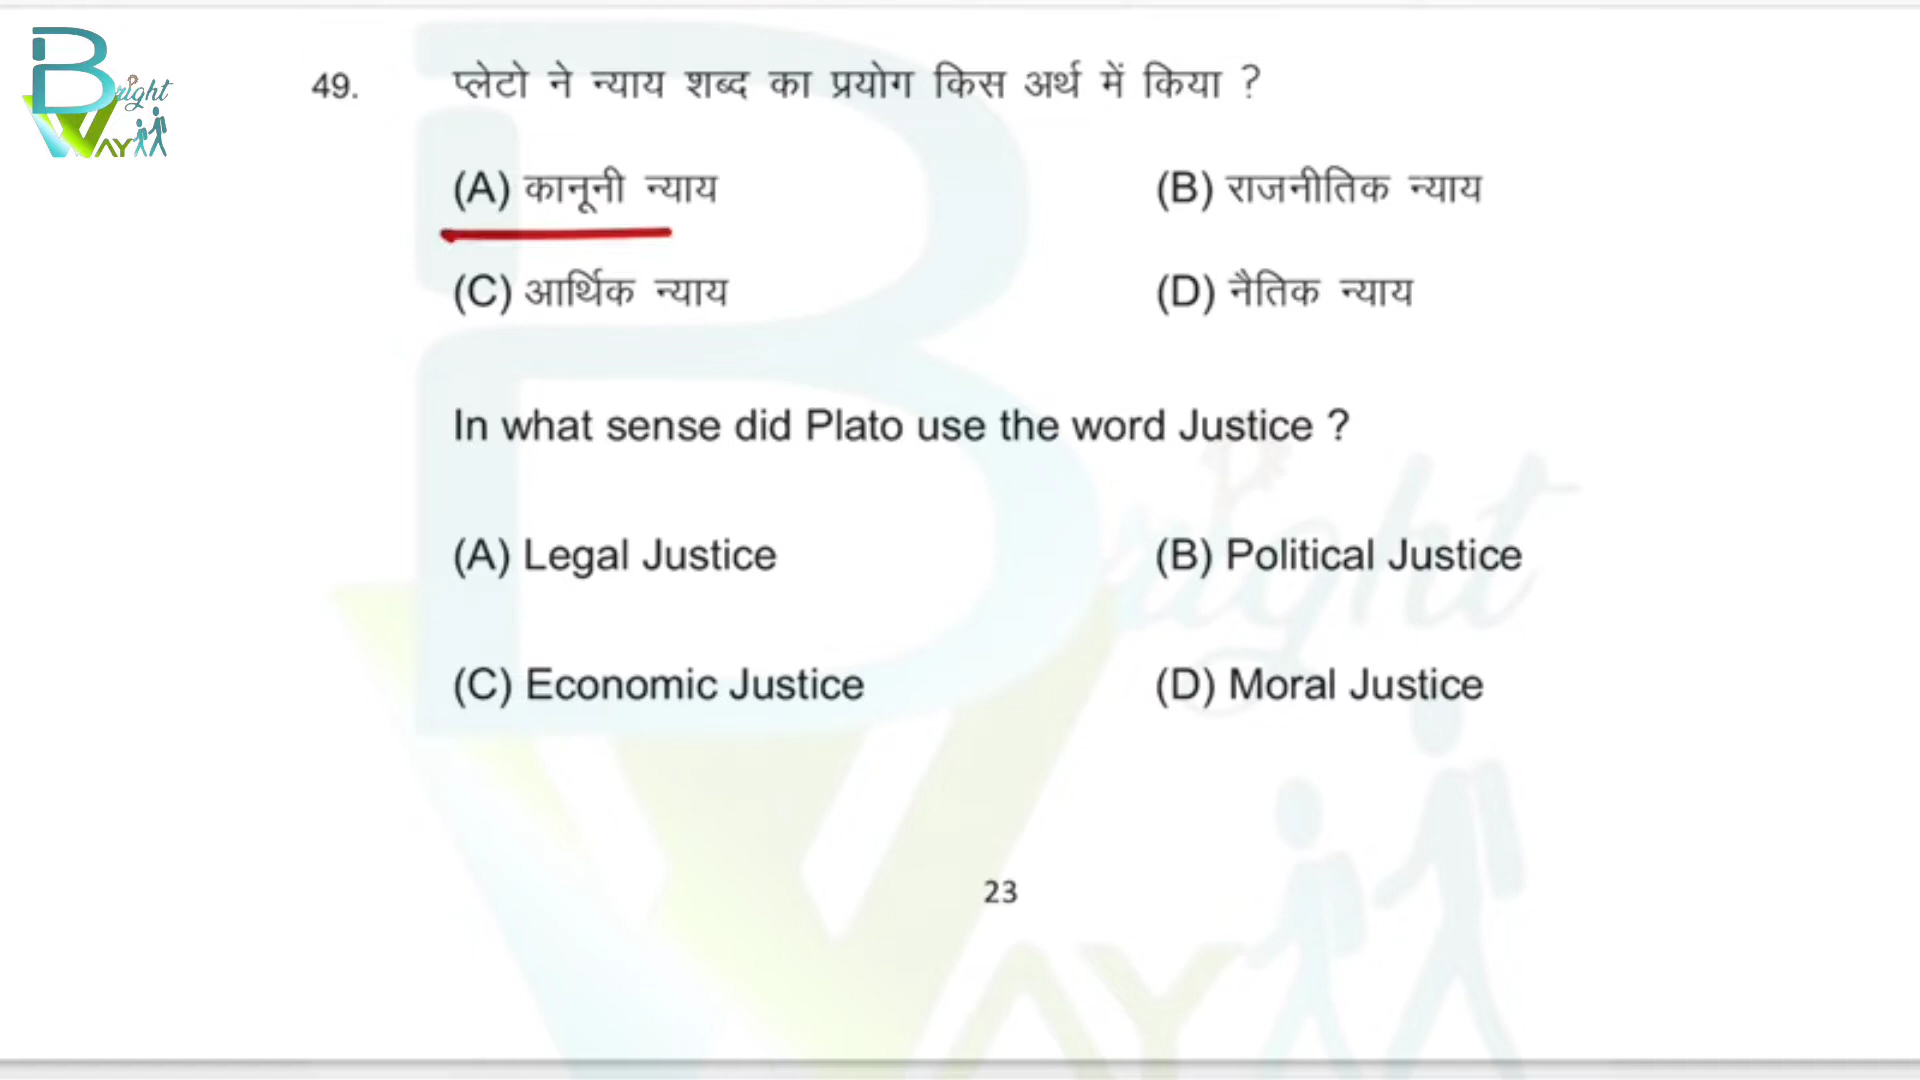 Bright
WAY
49. प्लेटो ने न्याय शब्द का प्रयोग किस अर्थ में किया ?
(A) कानूनी न्याय (B) राजनीतिक न्याय
(C) आर्थिक न्याय (D) नैतिक न्याय
In what sense did Plato use the word Justice ?
(A) Legal Justice (B) Political Justice
(C) Economic Justice (D) Moral Justice
23